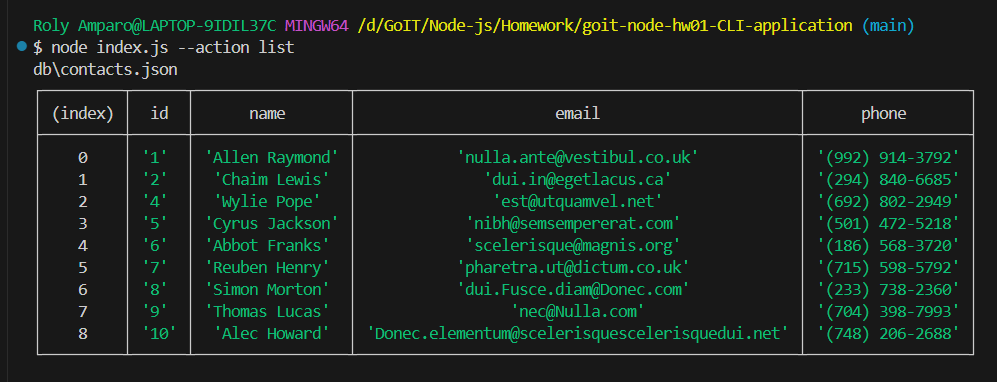 Roly Amparo@LAPTOP-9IDIL37C MINGW64 /d/GoIT/Node-js/Homework/goit-node-hw01-CLI-application (main)
$ node index.js --action list
db\contacts.json
(index) id name email phone
0 '1' 'Allen Raymond' 'nulla.ante@vestibul.co.uk' '(992) 914-3792'
1 '2' 'Chaim Lewis' 'dui.in@egetlacus.ca' '(294) 840-6685'
2 '4' 'Wylie Pope' 'est@utquamvel.net' '(692) 802-2949'
3 '5' 'Cyrus Jackson' 'nibh@semsempererat.com' '(501) 472-5218'
4 '6' 'Abbot Franks' 'scelerisque@magnis.org' '(186) 568-3720'
5 '7' 'Reuben Henry' 'pharetra.ut@dictum.co.uk' '(715) 598-5792'
6 '8' 'Simon Morton' 'dui.Fusce.diam@Donec.com' '(233) 738-2360'
7 '9' 'Thomas Lucas' 'nec@Nulla.com' '(704) 398-7993'
8 '10' 'Alec Howard' 'Donec.elementum@scelerisquescelerisquedui.net' '(748) 206-2688'